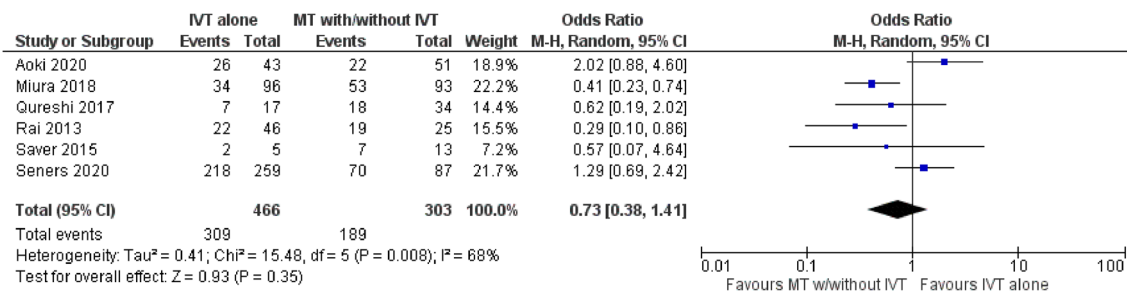 IVT alone MT with/without IVT Odds Ratio Odds Ratio
Study or Subgroup Events Total Events Total Weight M-H, Random, 95% CI M-H, Random, 95% CI
Aoki 2020 26 43 22 51 18.9% 2.02 [0.88, 4.60]
Miura 2018 34 96 53 93 22.2% 0.41 [0.23, 0.74]
Qureshi 2017 7 17 18 34 14.4% 0.62 [0.19, 2.02]
Rai 2013 22 46 19 25 15.5% 0.29 [0.10, 0.86]
Saver 2015 2 5 7 13 7.2% 0.57 [0.07, 4.64]
Seners 2020 218 259 70 87 21.7% 1.29 [0.69, 2.42]
Total (95% CI) 466 303 100.0% 0.73 [0.38, 1.41]
Total events 309 189
Heterogeneity: Tau² = 0.41; Chi² = 15.48, df = 5 (P = 0.008); I² = 68%
Test for overall effect: Z = 0.93 (P = 0.35)
0.01 0.1 1 10 100
Favours MT w/without IVT Favours IVT alone